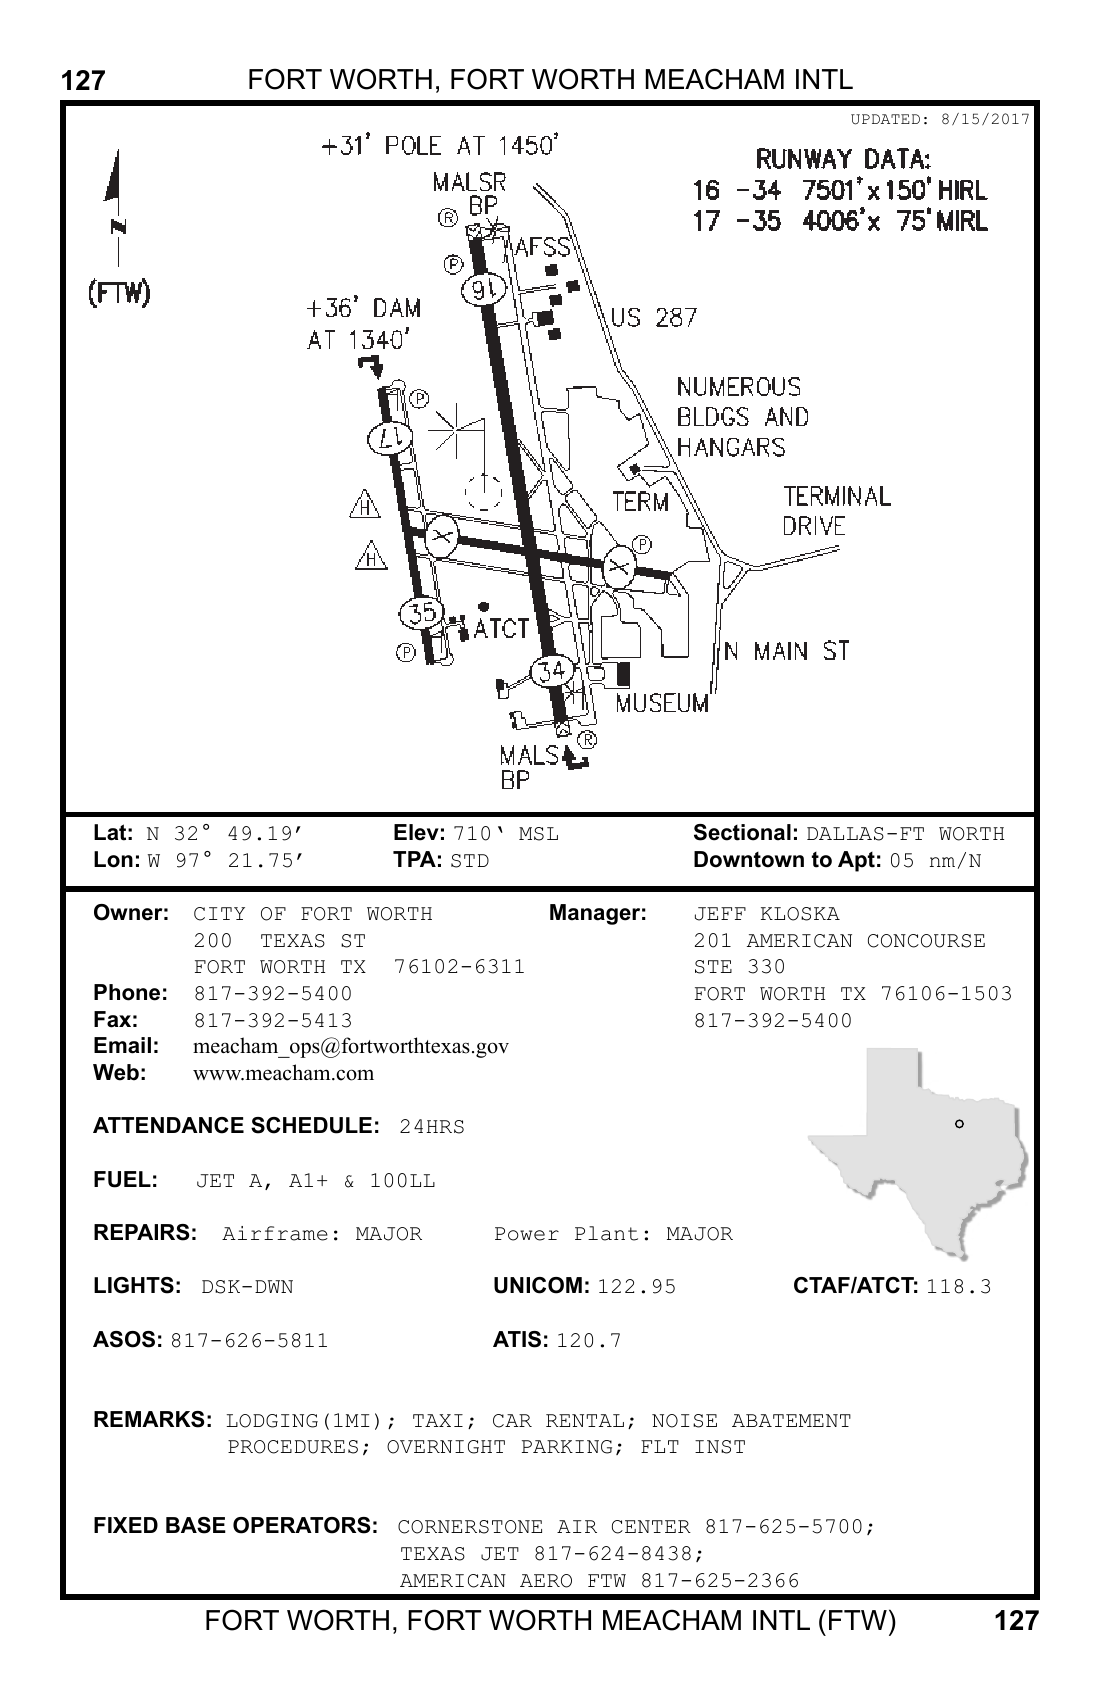 127 FORT WORTH, FORT WORTH MEACHAM INTL
UPDATED: 8/15/2017
+31' POLE AT 1450'
RUNWAY DATA:
16 -34 7501'x150' HIRL
17 -35 4006'x 75' MIRL
MALSR
BP
R
N
(FTW)
AFSS
P
16
+36' DAM
AT 1340'
US 287
P
17
NUMEROUS
BLDGS AND
HANGARS
TERM
TERMINAL
DRIVE
H
X
P
H
X
35
ATCT
P
N MAIN ST
34
MUSEUM
R
MALS
BP
Lat: N 32° 49.19′ Elev: 710‘ MSL Sectional: DALLAS-FT WORTH
Lon: W 97° 21.75′ TPA: STD Downtown to Apt: 05 nm/N
Owner: CITY OF FORT WORTH Manager: JEFF KLOSKA
200 TEXAS ST 201 AMERICAN CONCOURSE
FORT WORTH TX 76102-6311 STE 330
Phone: 817-392-5400 FORT WORTH TX 76106-1503
Fax: 817-392-5413 817-392-5400
Email: meacham_ops@fortworthtexas.gov
Web: www.meacham.com
ATTENDANCE SCHEDULE: 24HRS
FUEL: JET A, A1+ & 100LL
REPAIRS: Airframe: MAJOR Power Plant: MAJOR
LIGHTS: DSK-DWN UNICOM: 122.95 CTAF/ATCT: 118.3
ASOS: 817-626-5811 ATIS: 120.7
REMARKS: LODGING(1MI); TAXI; CAR RENTAL; NOISE ABATEMENT
PROCEDURES; OVERNIGHT PARKING; FLT INST
FIXED BASE OPERATORS: CORNERSTONE AIR CENTER 817-625-5700;
TEXAS JET 817-624-8438;
AMERICAN AERO FTW 817-625-2366
FORT WORTH, FORT WORTH MEACHAM INTL (FTW) 127